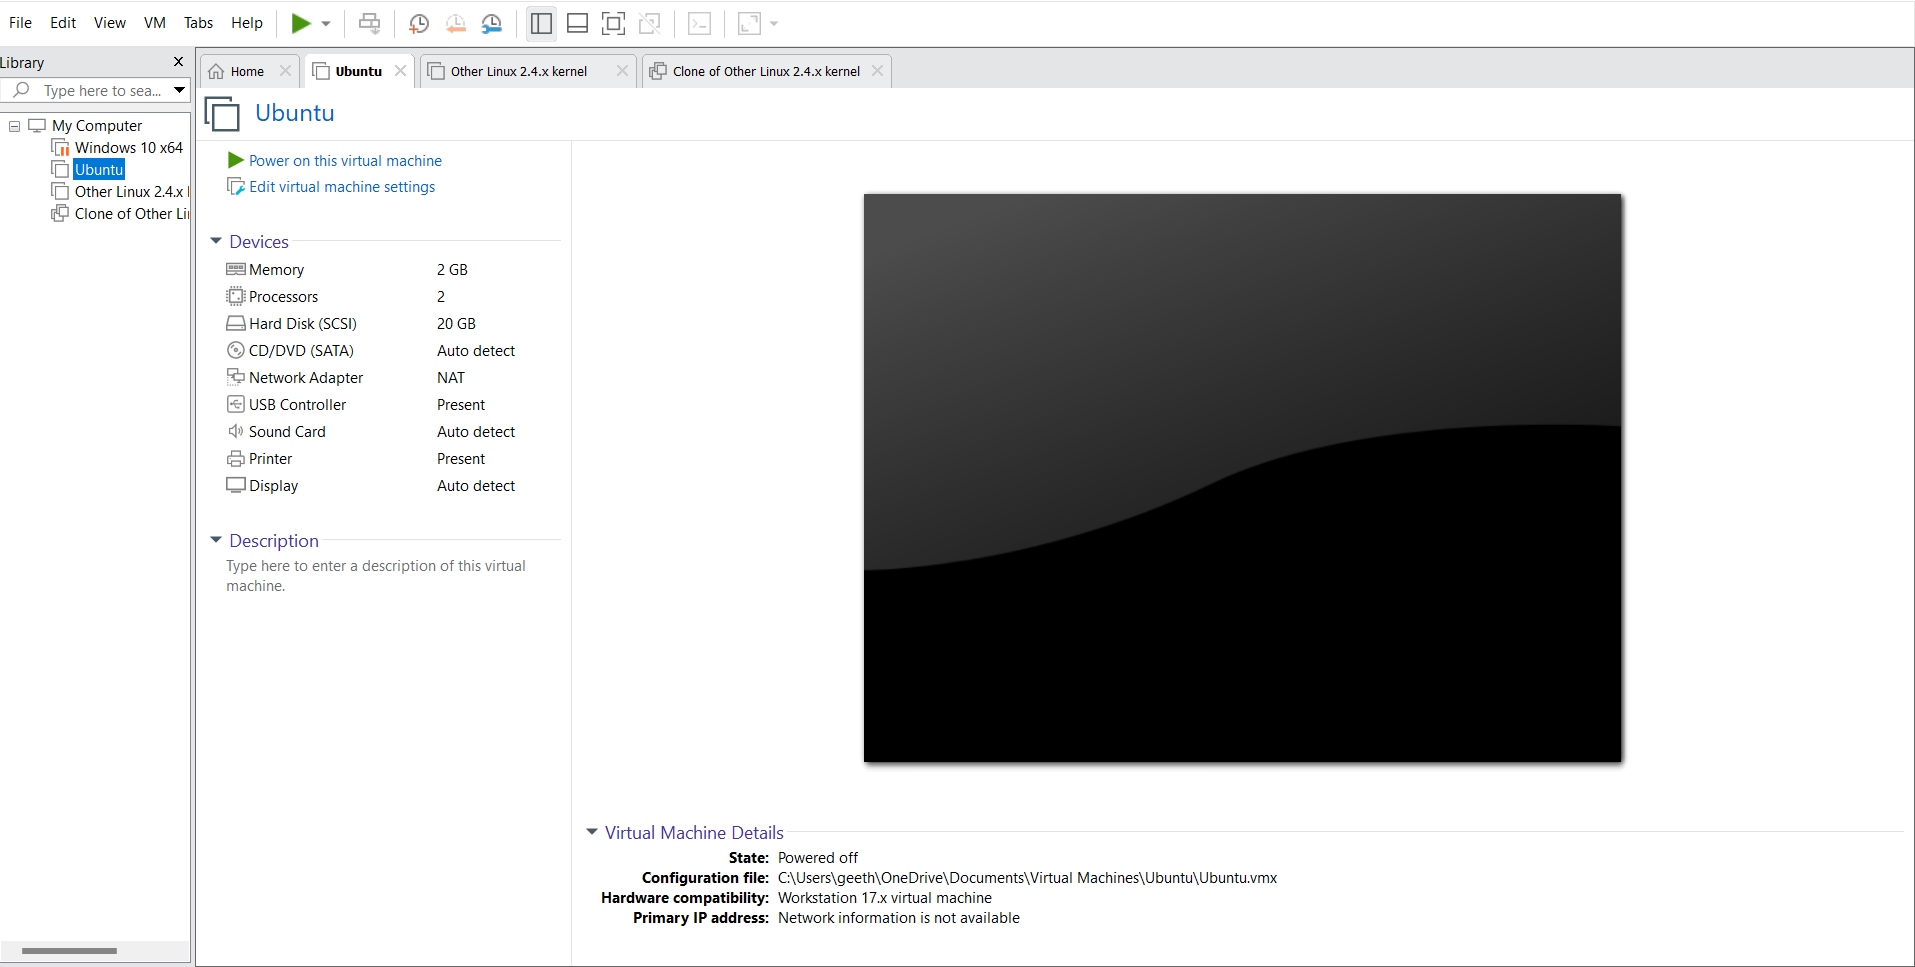 File Edit View VM Tabs Help
Library
Type here to sea...
My Computer
Windows 10 x64
Ubuntu
Other Linux 2.4.x
Clone of Other Li
Home Ubuntu Other Linux 2.4.x kernel Clone of Other Linux 2.4.x kernel
Ubuntu
Power on this virtual machine
Edit virtual machine settings
Devices
Memory 2 GB
Processors 2
Hard Disk (SCSI) 20 GB
CD/DVD (SATA) Auto detect
Network Adapter NAT
USB Controller Present
Sound Card Auto detect
Printer Present
Display Auto detect
Description
Type here to enter a description of this virtual
machine.
Virtual Machine Details
State: Powered off
Configuration file: C:\Users\geeth\OneDrive\Documents\Virtual Machines\Ubuntu\Ubuntu.vmx
Hardware compatibility: Workstation 17.x virtual machine
Primary IP address: Network information is not available